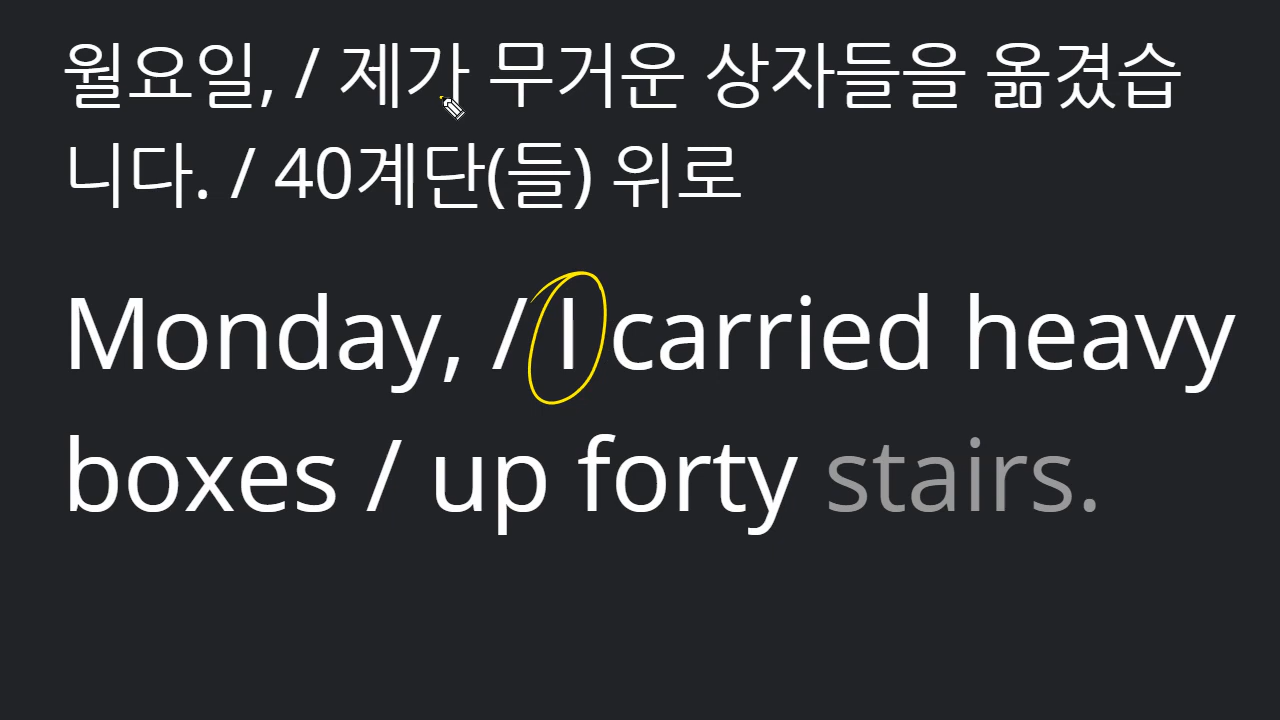 월요일, / 제가 무거운 상자들을 옮겼습
니다. / 40계단(들) 위로
Monday, / I carried heavy
boxes / up forty stairs.